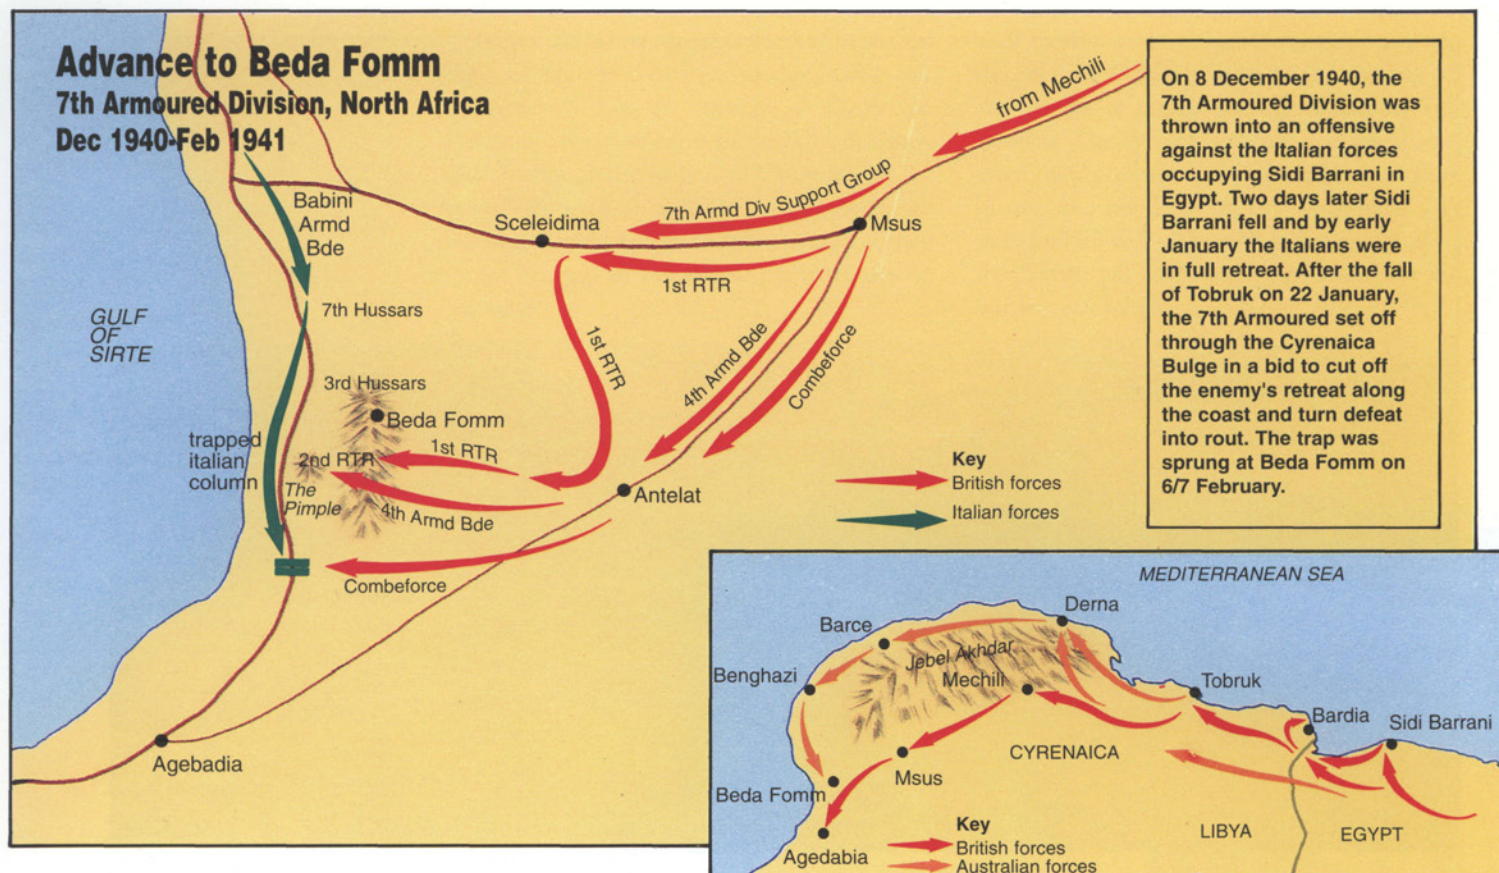 Advance to Beda Fomm
7th Armoured Division, North Africa
Dec 1940-Feb 1941
from Mechili
On 8 December 1940, the
7th Armoured Division was
thrown into an offensive
against the Italian forces
occupying Sidi Barrani in
Egypt. Two days later Sidi
Barrani fell and by early
January the Italians were
in full retreat. After the fall
of Tobruk on 22 January,
the 7th Armoured set off
through the Cyrenaica
Bulge in a bid to cut off
the enemy's retreat along
the coast and turn defeat
into rout. The trap was
sprung at Beda Fomm on
6/7 February.
7th Armd Div Support Group
Babini
Armd
Bde
Sceleidima
Msus
1st RTR
7th Hussars
GULF
OF
SIRTE
1st RTR
4th Armd Bde
Combeforce
3rd Hussars
Beda Fomm
trapped
italian
column
1st RTR
2nd RTR
The
Pimple
4th Armd Bde
Antelat
Key
British forces
Italian forces
Combeforce
Agebadia
MEDITERRANEAN SEA
Derna
Barce
Jebel Akhdar
Benghazi
Mechili
Tobruk
Bardia
Sidi Barrani
CYRENAICA
Msus
Beda Fomm
LIBYA
EGYPT
Agedabia
Key
British forces
Australian forces